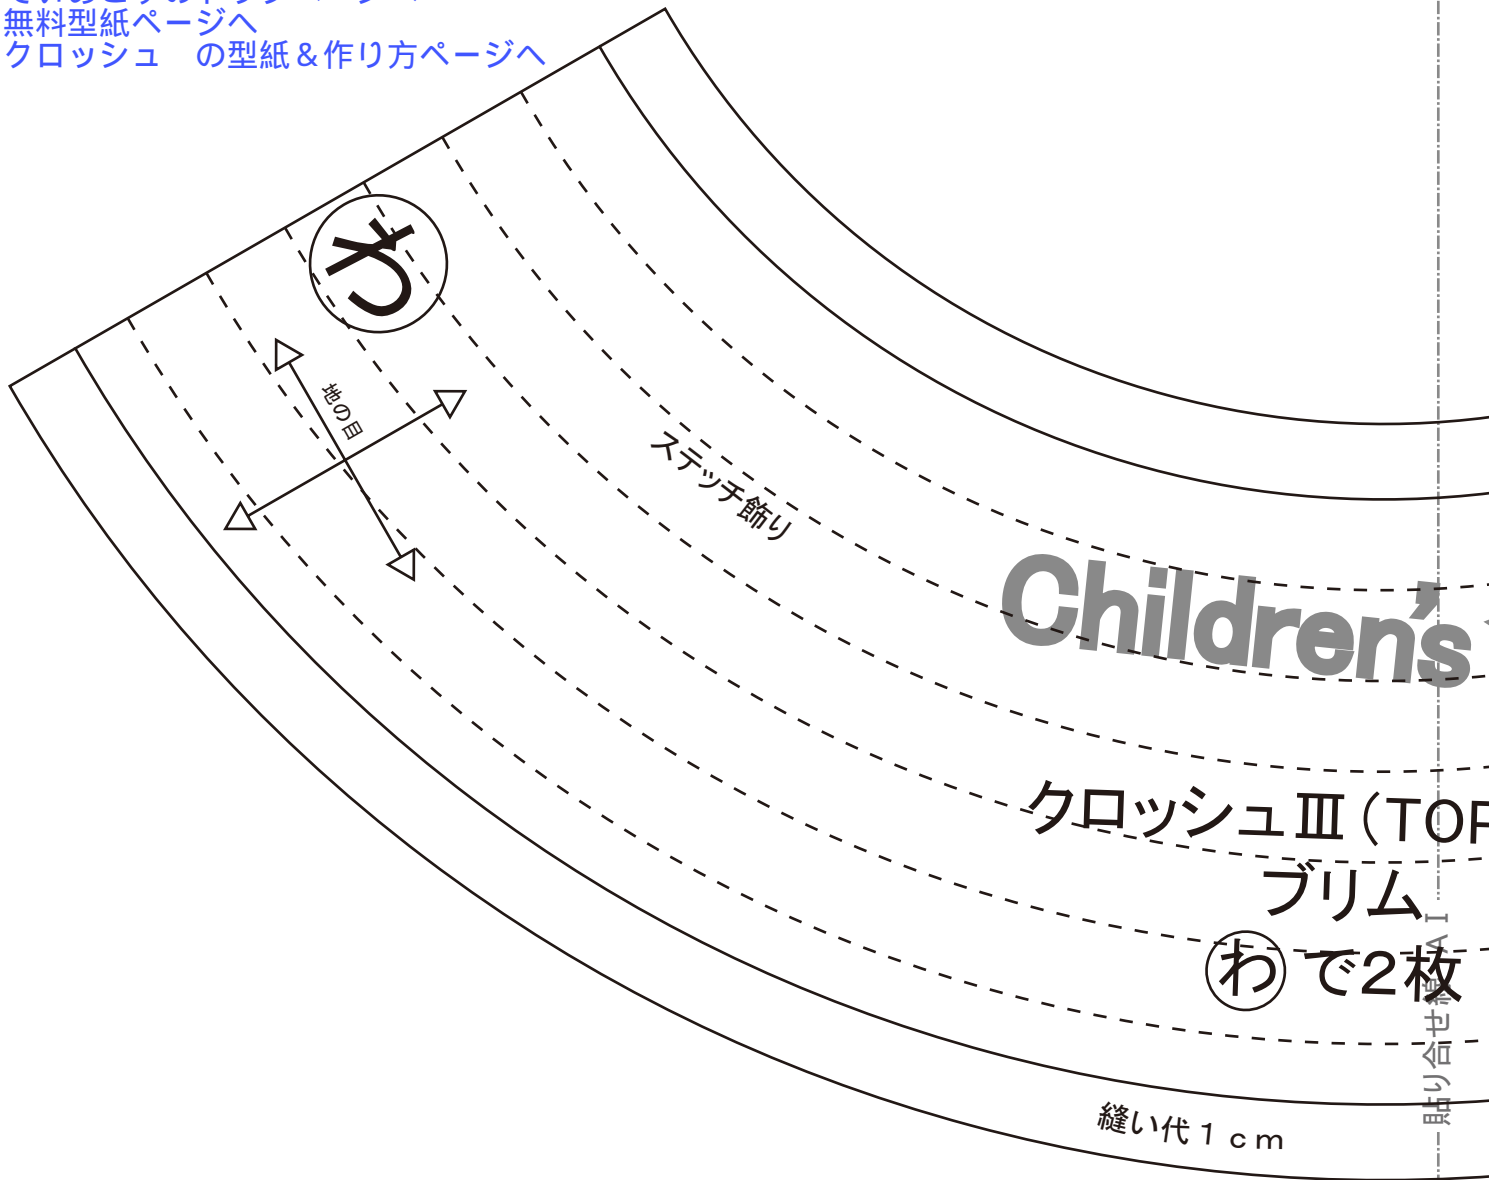 無料型紙ページへ
クロッシュ の型紙&作り方ページへ
わ
地の目
ステッチ飾り
Children's
クロッシュⅢ(TOP
ブリム
わで2枚
貼り合せ線AI
縫い代1cm